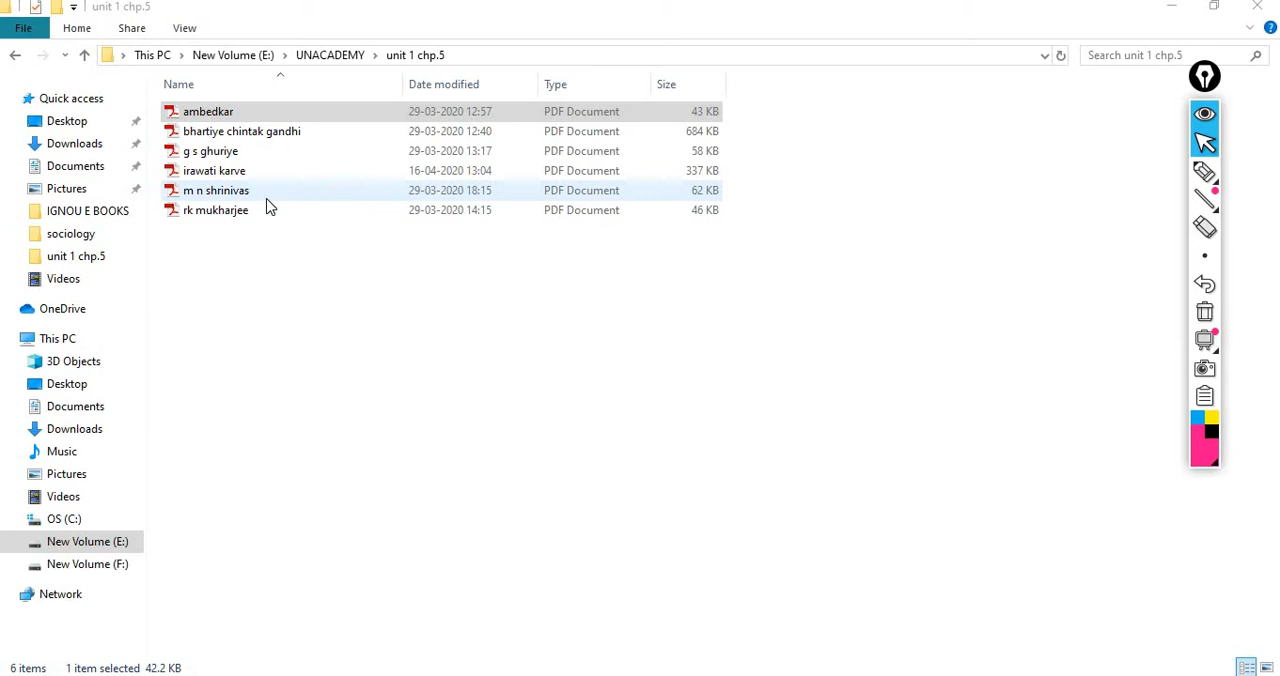 unit 1 chp.5
File Home Share View
This PC New Volume (E:) UNACADEMY unit 1 chp.5 Search unit 1 chp.5
Name Date modified Type Size
ambedkar 29-03-2020 12:57 PDF Document 43 KB
bhartiye chintak gandhi 29-03-2020 12:40 PDF Document 684 KB
g s ghuriye 29-03-2020 13:17 PDF Document 58 KB
irawati karve 16-04-2020 13:04 PDF Document 337 KB
m n shrinivas 29-03-2020 18:15 PDF Document 62 KB
rk mukharjee 29-03-2020 14:15 PDF Document 46 KB
Quick access
Desktop
Downloads
Documents
Pictures
IGNOU E BOOKS
sociology
unit 1 chp.5
Videos
OneDrive
This PC
3D Objects
Desktop
Documents
Downloads
Music
Pictures
Videos
OS (C:)
New Volume (E:)
New Volume (F:)
Network
6 items 1 item selected 42.2 KB